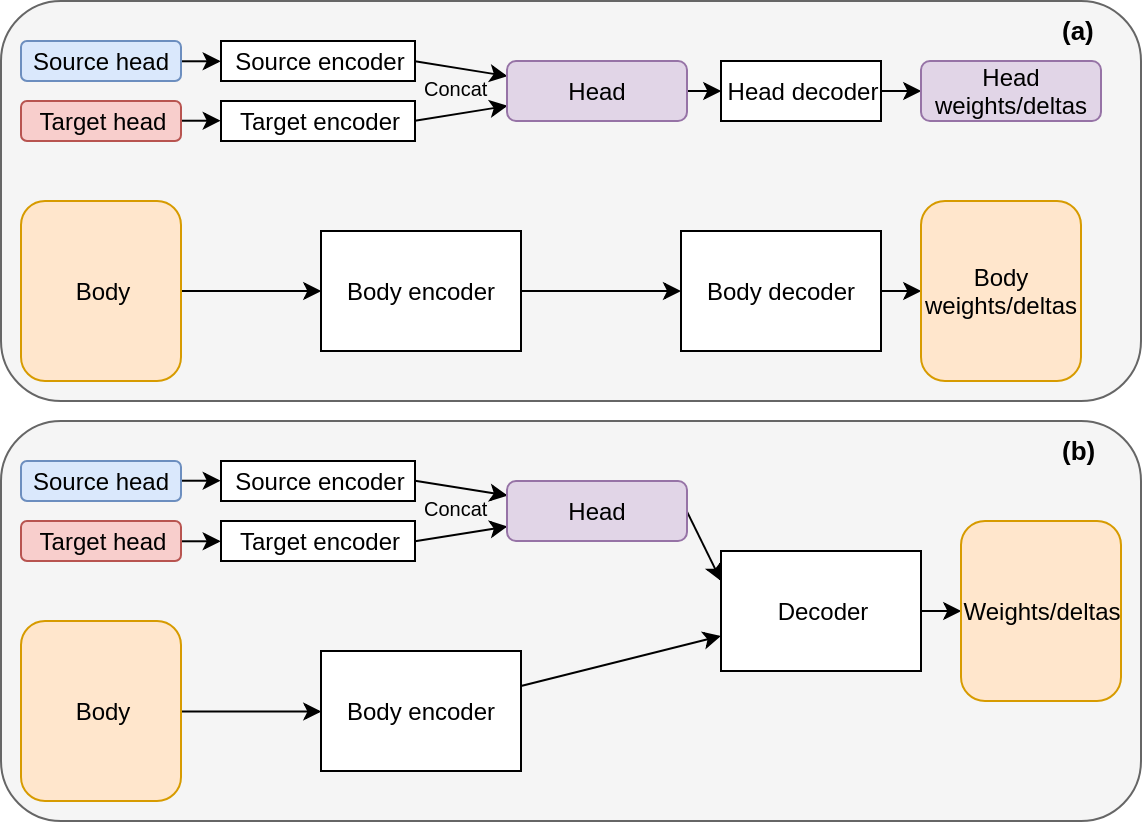 (a)
Source head
Source encoder
Concat
Target head
Target encoder
Head
Head decoder
Head
weights/deltas
Body
Body encoder
Body decoder
Body
weights/deltas
(b)
Source head
Source encoder
Concat
Target head
Target encoder
Head
Decoder
Weights/deltas
Body
Body encoder